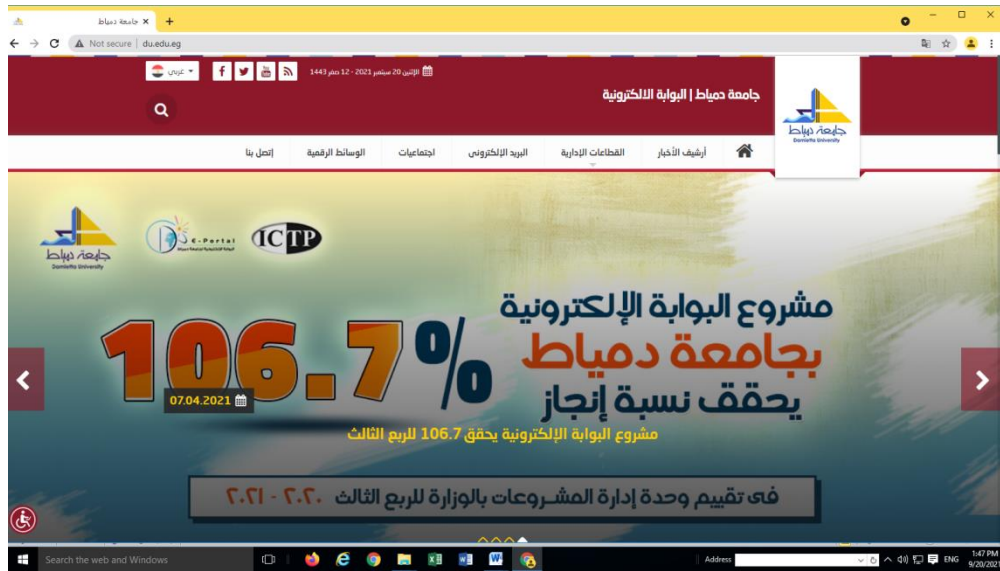 جامعة دمياط
Not secure | du.edu.eg
عربي
الإثنين 20 سبتمبر 2021 - 12 صفر 1443
جامعة دمياط | البوابة الالكترونية
جامعة دمياط
Damietta University
أرشيف الأخبار
القطاعات الإدارية
البريد الإلكترونى
اجتماعيات
الوسائط الرقمية
إتصل بنا
جامعة دمياط
Damietta University
E-Portal
ICTP
مشروع البوابة الإلكترونية
بجامعة دمياط
يحقق نسبة إنجاز
106.7%
07.04.2021
مشروع البوابة الإلكترونية يحقق 106.7 للربع الثالث
فى تقييم وحدة إدارة المشروعات بالوزارة للربع الثالث ٢٠٢٠ - ٢٠٢١
Search the web and Windows
Address
ENG
1:47 PM